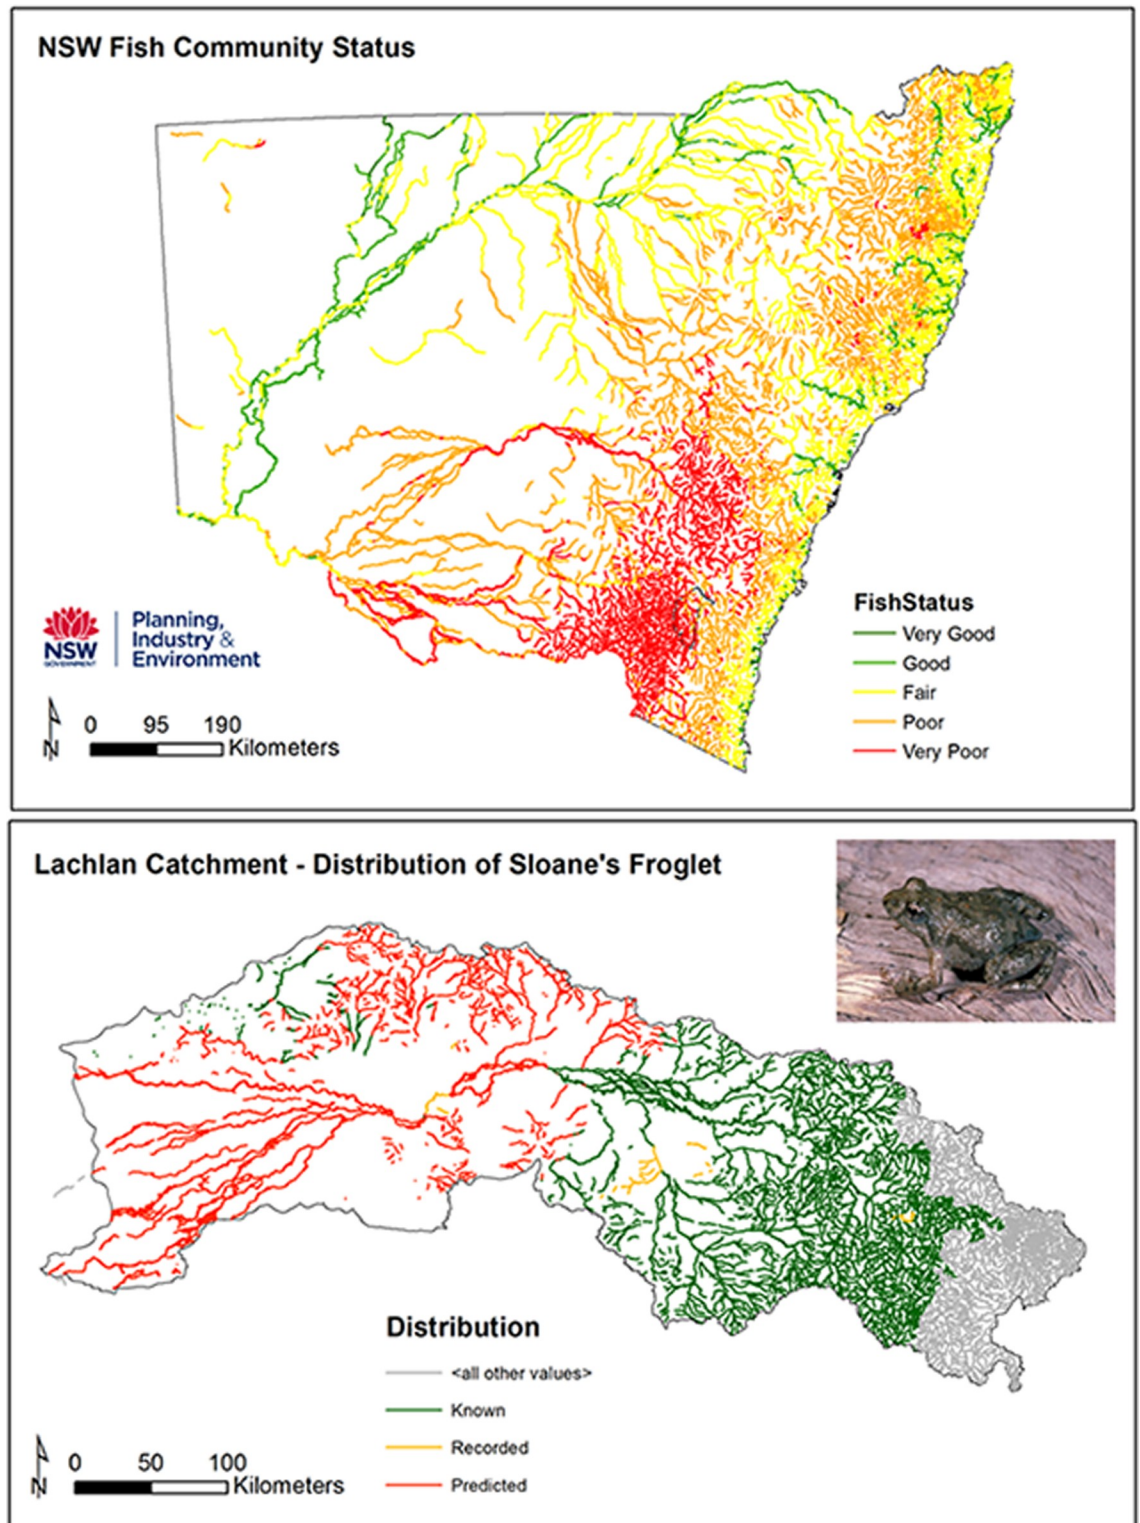 NSW Fish Community Status
FishStatus
Very Good
Good
Fair
Poor
Very Poor
NSW
GOVERNMENT
Planning,
Industry &
Environment
N
0 95 190
Kilometers
Lachlan Catchment - Distribution of Sloane's Froglet
Distribution
<all other values>
Known
Recorded
Predicted
N
0 50 100
Kilometers